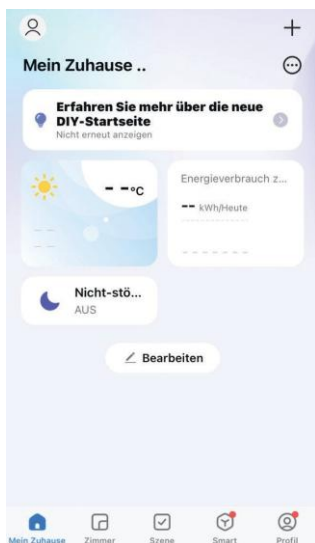 Mein Zuhause ..
Erfahren Sie mehr über die neue
DIY-Startseite
Nicht erneut anzeigen
- -°C
- -
- -
Energieverbrauch z...
-- kWh/Heute
- - - - - - -
Nicht-stö...
AUS
Bearbeiten
Mein Zuhause
Zimmer
Szene
Smart
Profil